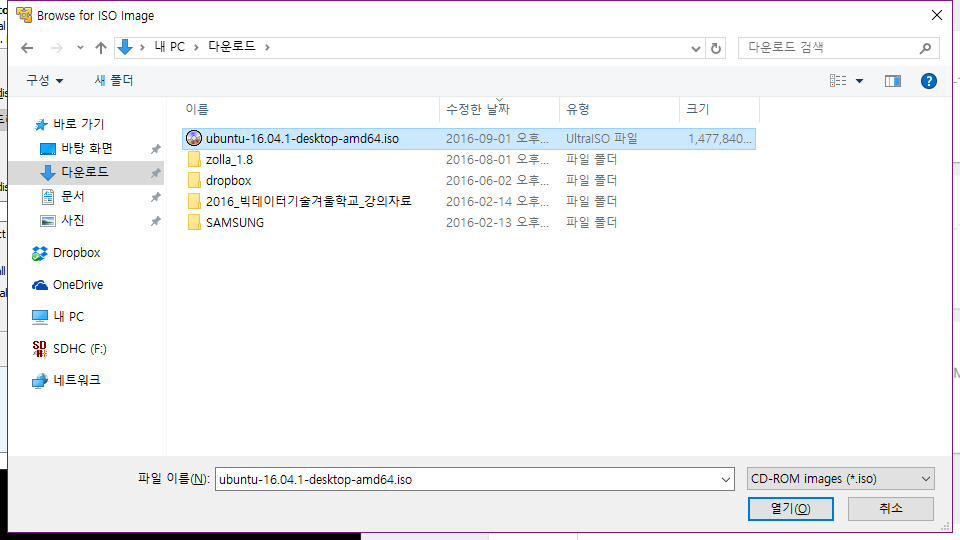 Browse for ISO Image
내 PC > 다운로드 >
다운로드 검색
구성 새 폴더
이름 수정한 날짜 유형 크기
바로 가기
바탕 화면
다운로드
문서
사진
Dropbox
OneDrive
내 PC
SDHC (F:)
네트워크
ubuntu-16.04.1-desktop-amd64.iso 2016-09-01 오후... UltraISO 파일 1,477,840...
zolla_1.8 2016-08-01 오후... 파일 폴더
dropbox 2016-06-02 오후... 파일 폴더
2016_빅데이터기술겨울학교_강의자료 2016-02-14 오후... 파일 폴더
SAMSUNG 2016-02-13 오후... 파일 폴더
파일 이름(N): ubuntu-16.04.1-desktop-amd64.iso CD-ROM images (*.iso)
열기(O) 취소